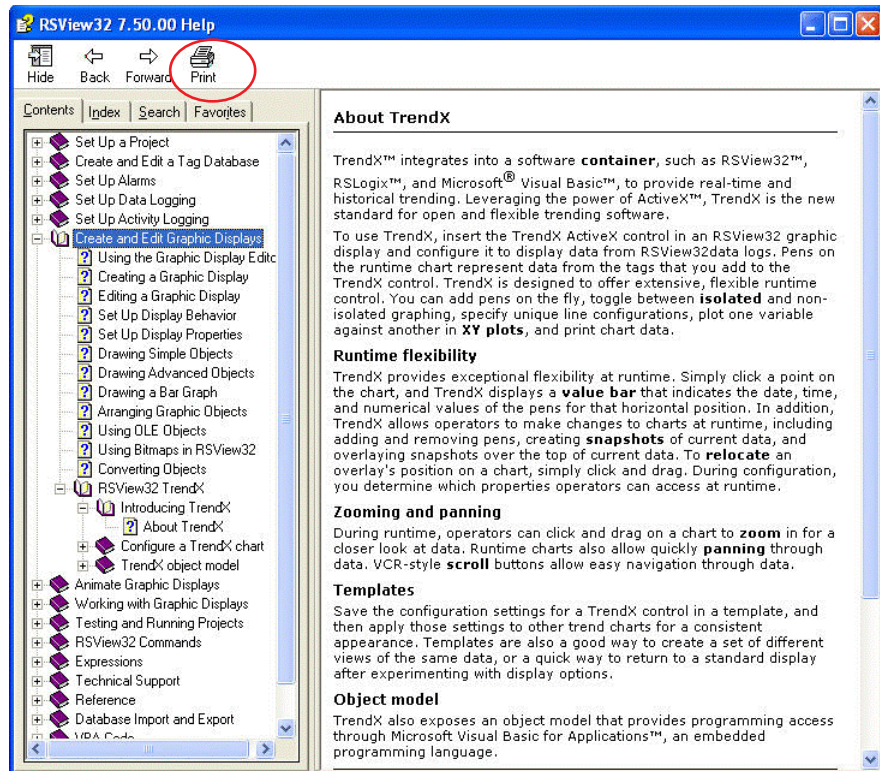 RSView32 7.50.00 Help
Hide Back Forward Print
Contents Index Search Favorites
Set Up a Project
Create and Edit a Tag Database
Set Up Alarms
Set Up Data Logging
Set Up Activity Logging
Create and Edit Graphic Displays
Using the Graphic Display Editc
Creating a Graphic Display
Editing a Graphic Display
Set Up Display Behavior
Set Up Display Properties
Drawing Simple Objects
Drawing Advanced Objects
Drawing a Bar Graph
Arranging Graphic Objects
Using OLE Objects
Using Bitmaps in RSView32
Converting Objects
RSView32 TrendX
Introducing TrendX
About TrendX
Configure a TrendX chart
TrendX object model
Animate Graphic Displays
Working with Graphic Displays
Testing and Running Projects
RSView32 Commands
Expressions
Technical Support
Reference
Database Import and Export
VBA Code
About TrendX
TrendX™ integrates into a software container, such as RSView32™,
RSLogix™, and Microsoft® Visual Basic™, to provide real-time and
historical trending. Leveraging the power of ActiveX™, TrendX is the new
standard for open and flexible trending software.
To use TrendX, insert the TrendX ActiveX control in an RSView32 graphic
display and configure it to display data from RSView32data logs. Pens on
the runtime chart represent data from the tags that you add to the
TrendX control. TrendX is designed to offer extensive, flexible runtime
control. You can add pens on the fly, toggle between isolated and non-
isolated graphing, specify unique line configurations, plot one variable
against another in XY plots, and print chart data.
Runtime flexibility
TrendX provides exceptional flexibility at runtime. Simply click a point on
the chart, and TrendX displays a value bar that indicates the date, time,
and numerical values of the pens for that horizontal position. In addition,
TrendX allows operators to make changes to charts at runtime, including
adding and removing pens, creating snapshots of current data, and
overlaying snapshots over the top of current data. To relocate an
overlay's position on a chart, simply click and drag. During configuration,
you determine which properties operators can access at runtime.
Zooming and panning
During runtime, operators can click and drag on a chart to zoom in for a
closer look at data. Runtime charts also allow quickly panning through
data. VCR-style scroll buttons allow easy navigation through data.
Templates
Save the configuration settings for a TrendX control in a template, and
then apply those settings to other trend charts for a consistent
appearance. Templates are also a good way to create a set of different
views of the same data, or a quick way to return to a standard display
after experimenting with display options.
Object model
TrendX also exposes an object model that provides programming access
through Microsoft Visual Basic for Applications™, an embedded
programming language.